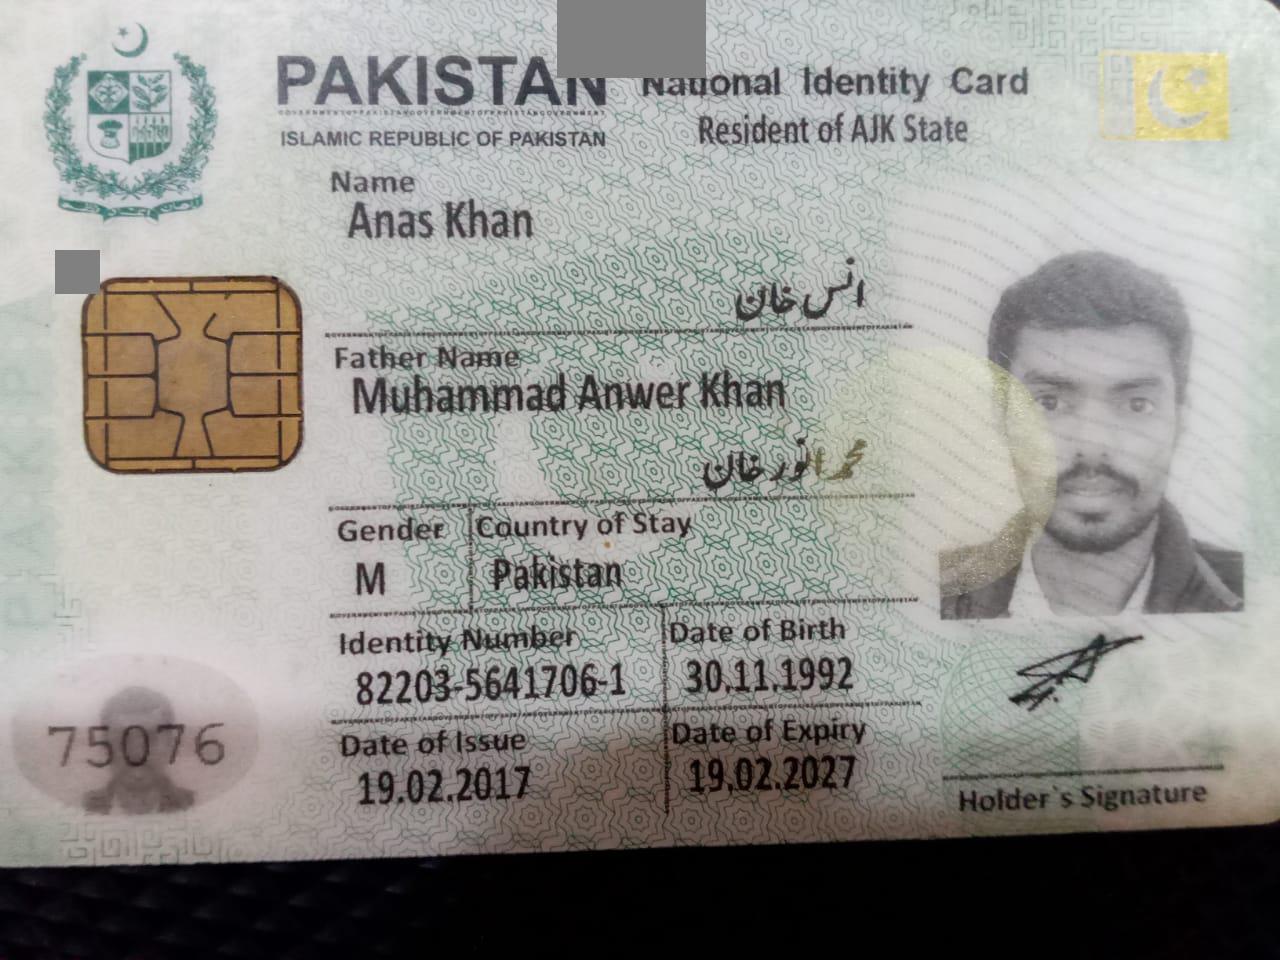 PAKISTAN National Identity Card
ISLAMIC REPUBLIC OF PAKISTAN Resident of AJK State
Name
Anas Khan
انس خان
Father Name
Muhammad Anwer Khan
محمد انور خان
Gender Country of Stay
M Pakistan
Identity Number Date of Birth
82203-5641706-1 30.11.1992
75076
Date of Issue Date of Expiry
19.02.2017 19.02.2027
Holder`s Signature